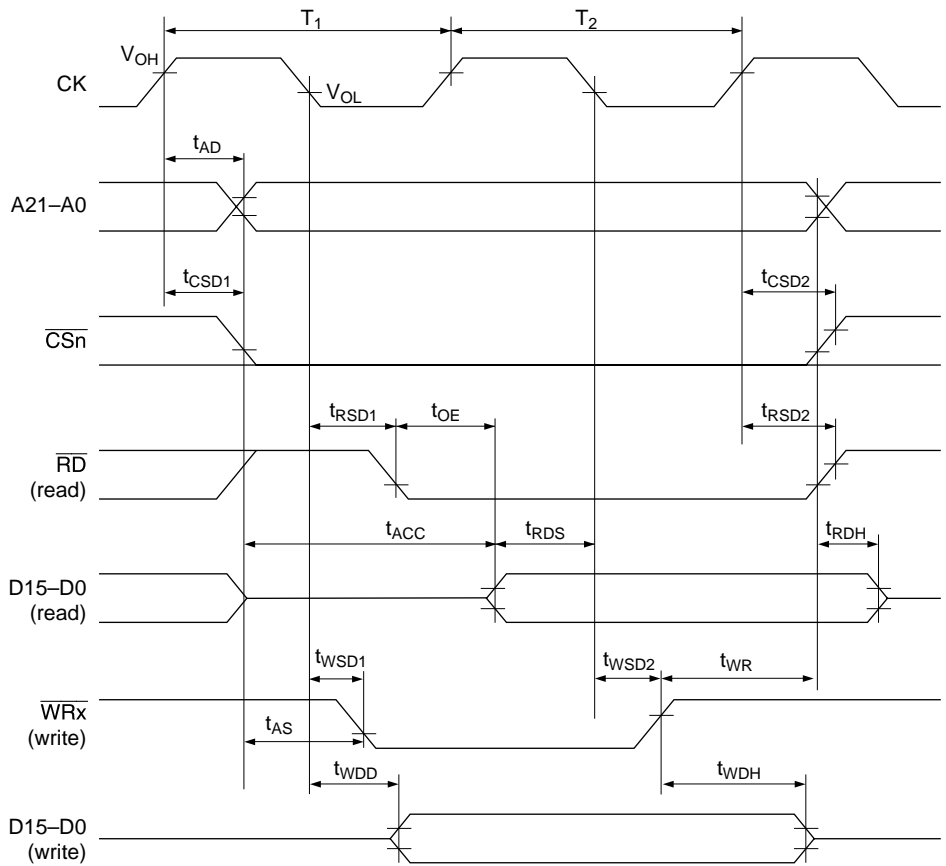 T1 T2
VOH
CK
VOL
tAD
A21–A0
tCSD1 tCSD2
CSn
tRSD1 tOE tRSD2
RD
(read)
tACC tRDS tRDH
D15–D0
(read)
tWSD1 tWSD2 tWR
WRx
(write)
tAS
tWDD tWDH
D15–D0
(write)